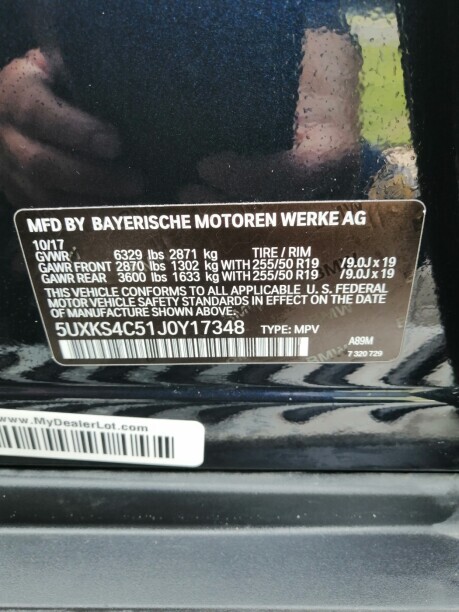 MFD BY BAYERISCHE MOTOREN WERKE AG
10/17
GVWR 6329 lbs 2871 kg TIRE / RIM
GAWR FRONT 2870 lbs 1302 kg WITH 255/50 R19 /9.0J x 19
GAWR REAR 3600 lbs 1633 kg WITH 255/50 R19 /9.0J x 19
THIS VEHICLE CONFORMS TO ALL APPLICABLE U. S. FEDERAL
MOTOR VEHICLE SAFETY STANDARDS IN EFFECT ON THE DATE
OF MANUFACTURE SHOWN ABOVE.
5UXKS4C51J0Y17348 TYPE: MPV A89M
7 320 729
www.MyDealerLot.com